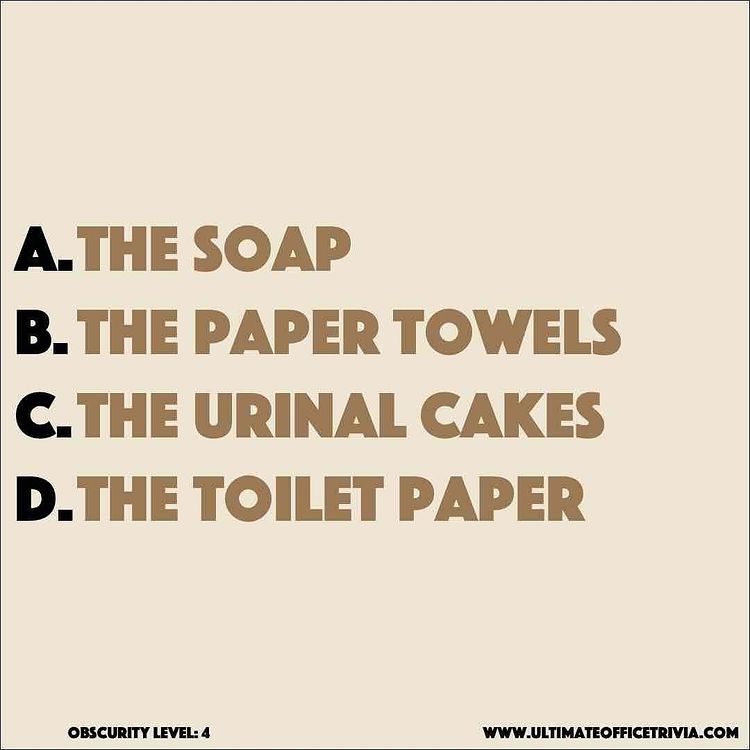 A. THE SOAP
B. THE PAPER TOWELS
C. THE URINAL CAKES
D. THE TOILET PAPER
OBSCURITY LEVEL: 4
WWW.ULTIMATEOFFICETRIVIA.COM